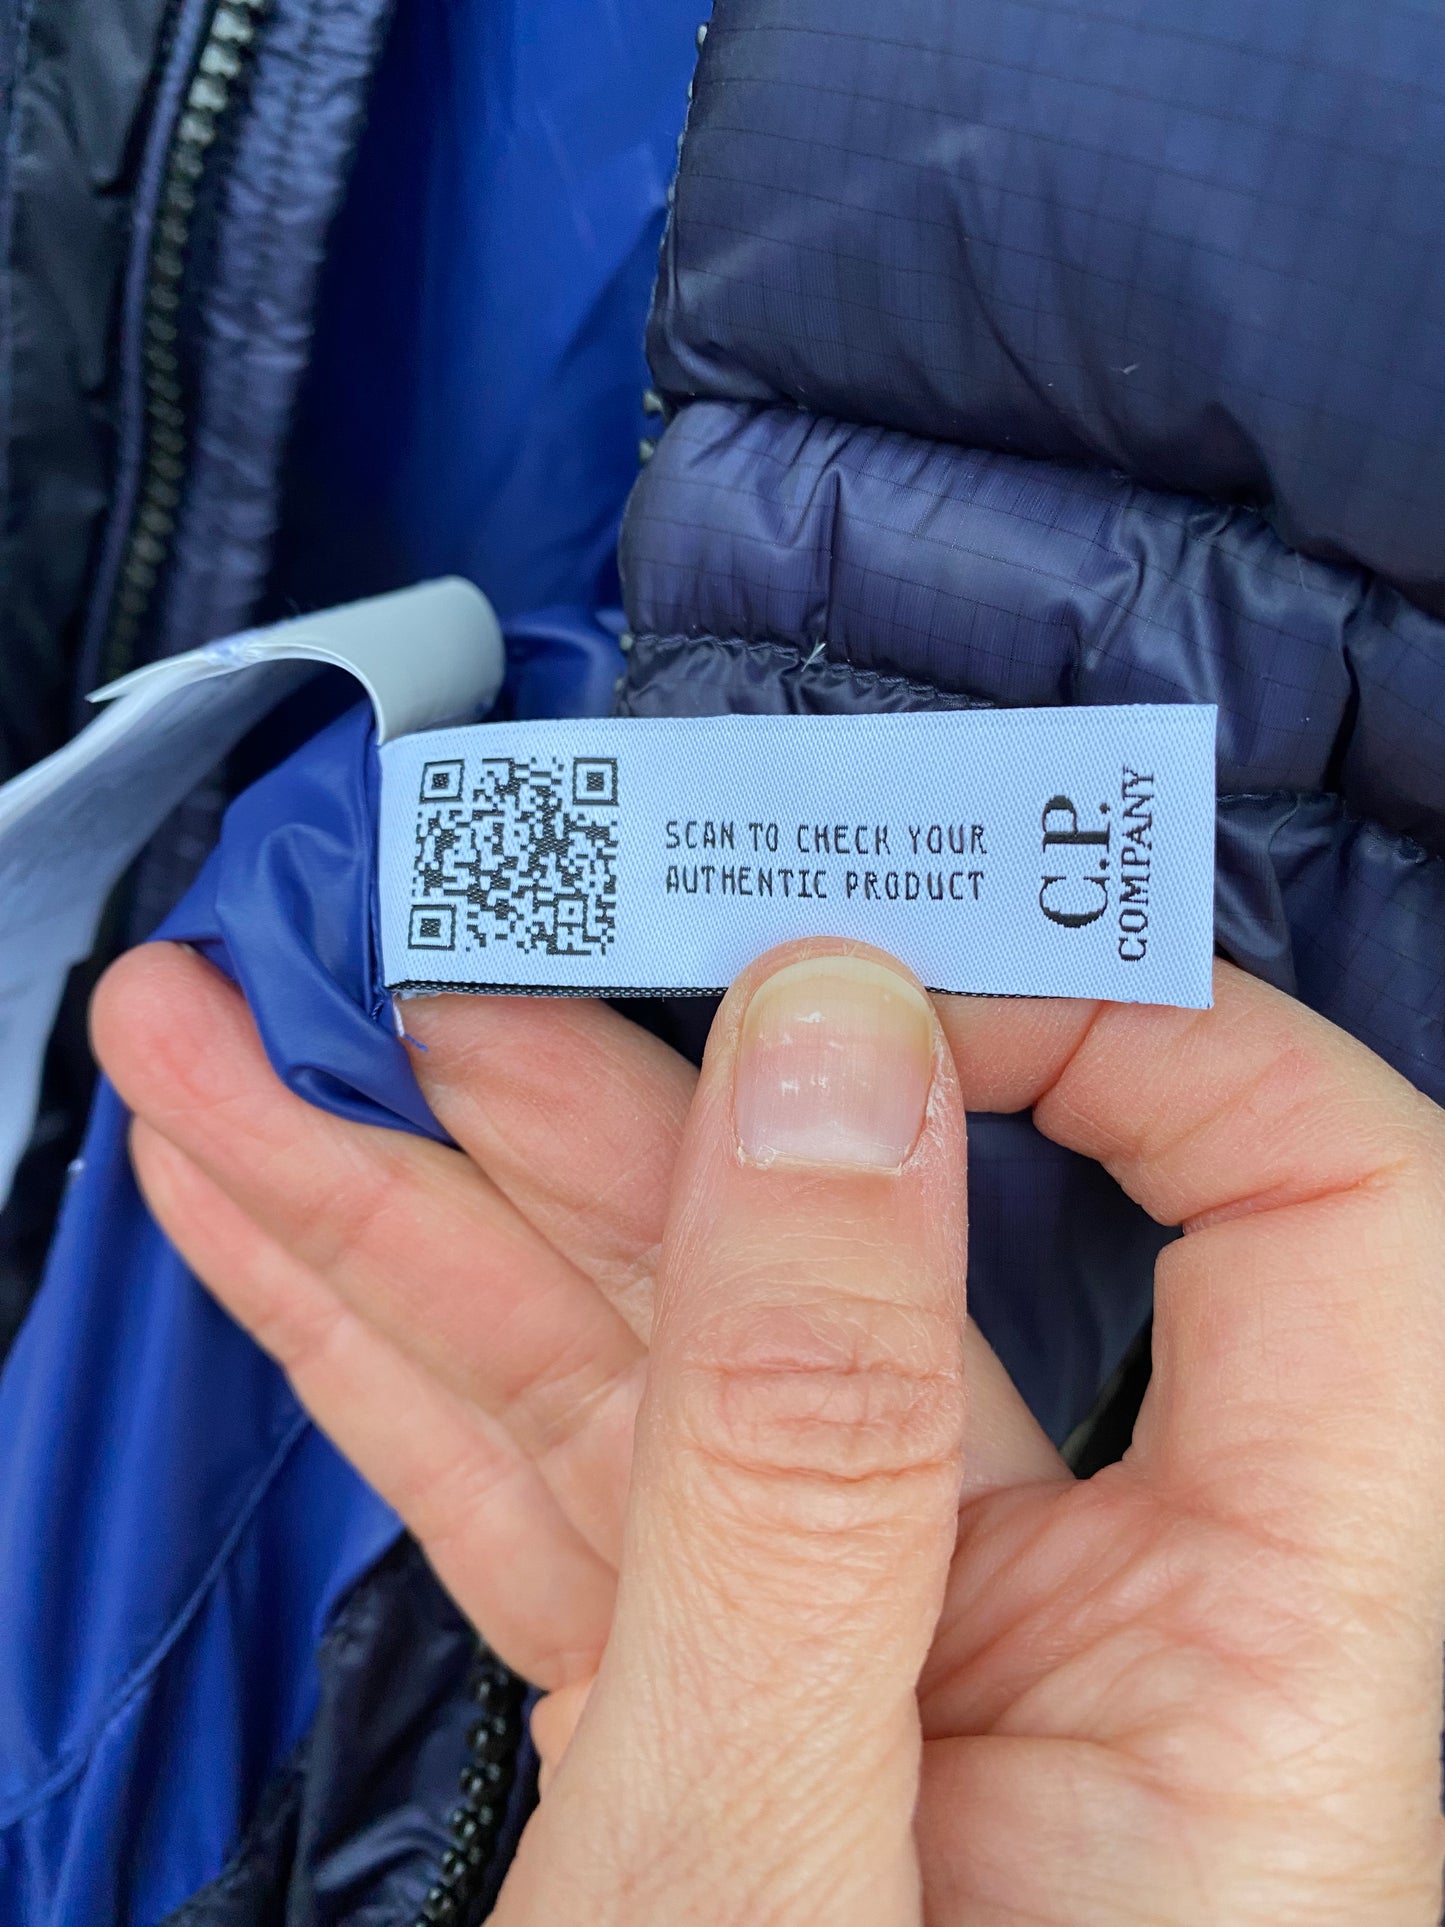 SCAN TO CHECK YOUR
AUTHENTIC PRODUCT
C.P.
COMPANY